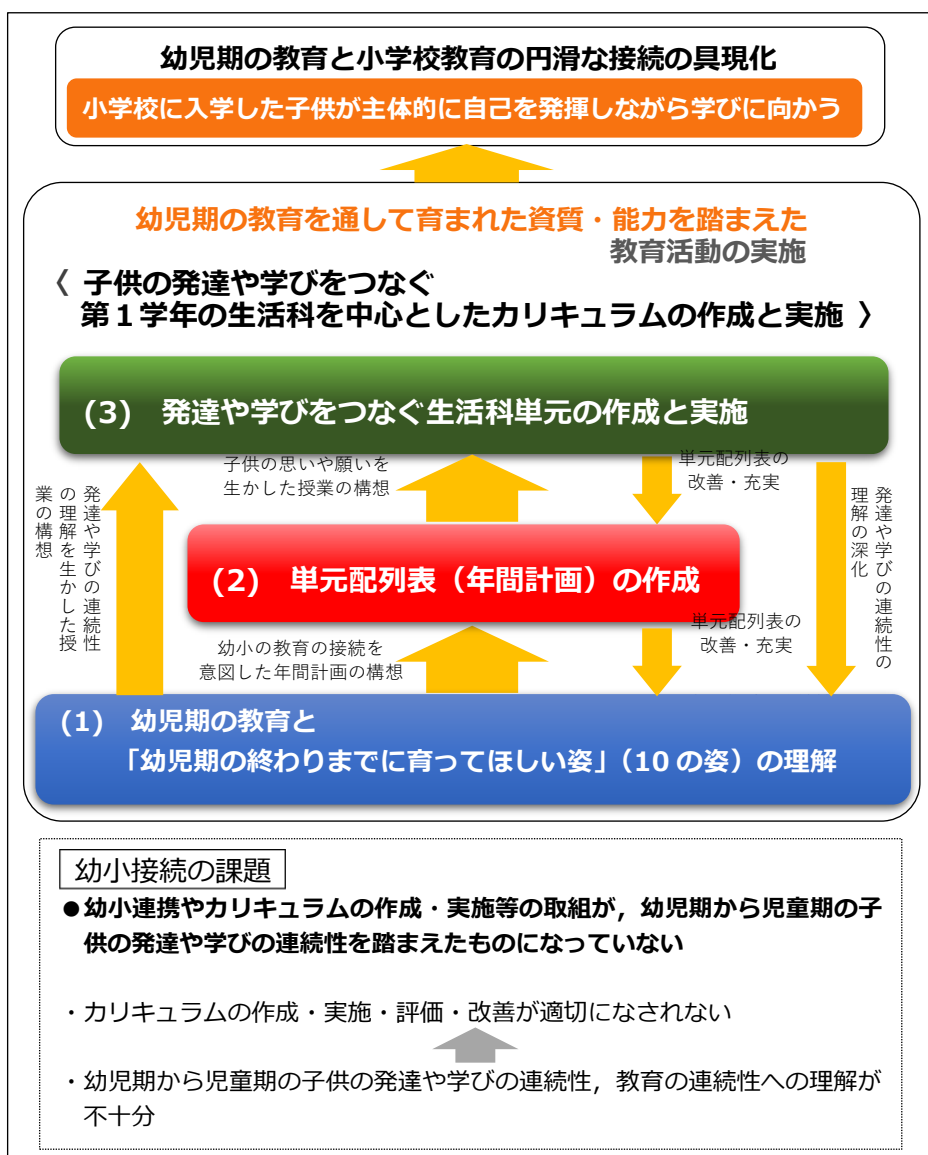 幼児期の教育と小学校教育の円滑な接続の具現化
小学校に入学した子供が主体的に自己を発揮しながら学びに向かう
幼児期の教育を通して育まれた資質・能力を踏まえた
教育活動の実施
〈 子供の発達や学びをつなぐ
第1学年の生活科を中心としたカリキュラムの作成と実施 〉
(3) 発達や学びをつなぐ生活科単元の作成と実施
発達や学びの連続性
の理解を生かした授
業の構想
子供の思いや願いを
生かした授業の構想
単元配列表の
改善・充実
発達や学びの連続性の
理解の深化
(2) 単元配列表（年間計画）の作成
幼小の教育の接続を
意図した年間計画の構想
単元配列表の
改善・充実
(1) 幼児期の教育と
「幼児期の終わりまでに育ってほしい姿」（10の姿）の理解
幼小接続の課題
●幼小連携やカリキュラムの作成・実施等の取組が，幼児期から児童期の子
供の発達や学びの連続性を踏まえたものになっていない
・カリキュラムの作成・実施・評価・改善が適切になされない
・幼児期から児童期の子供の発達や学びの連続性，教育の連続性への理解が
不十分